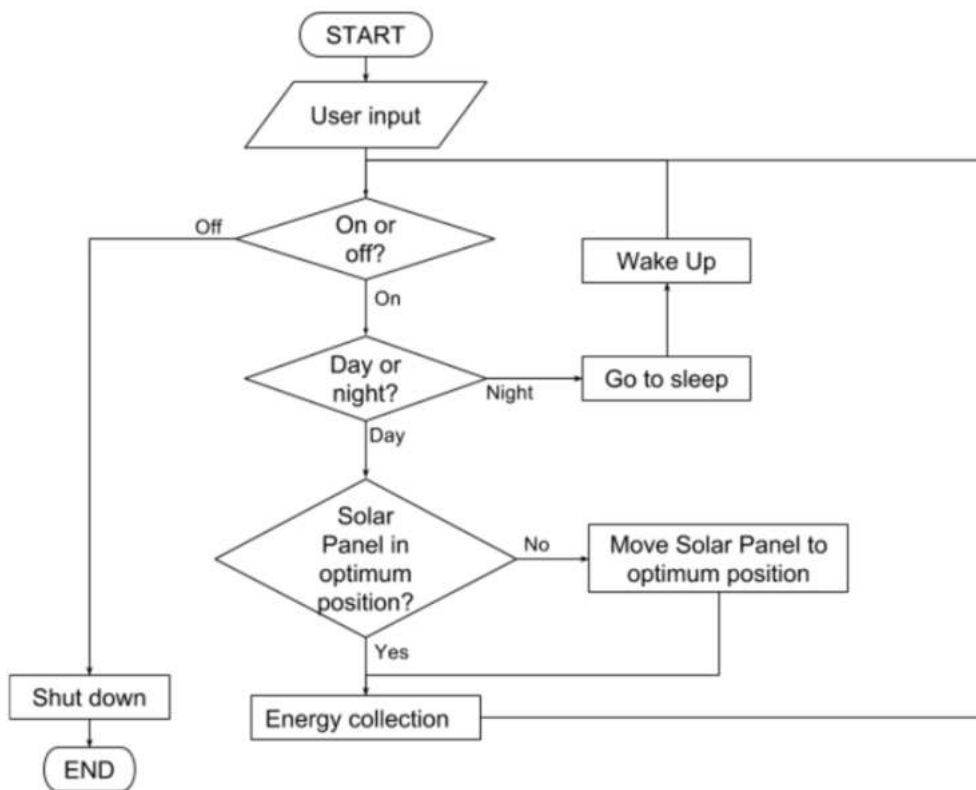 START
User input
Off
On or
off?
Wake Up
On
Day or
night?
Night
Go to sleep
Day
Solar
Panel in
optimum
position?
No
Move Solar Panel to
optimum position
Yes
Shut down
Energy collection
END